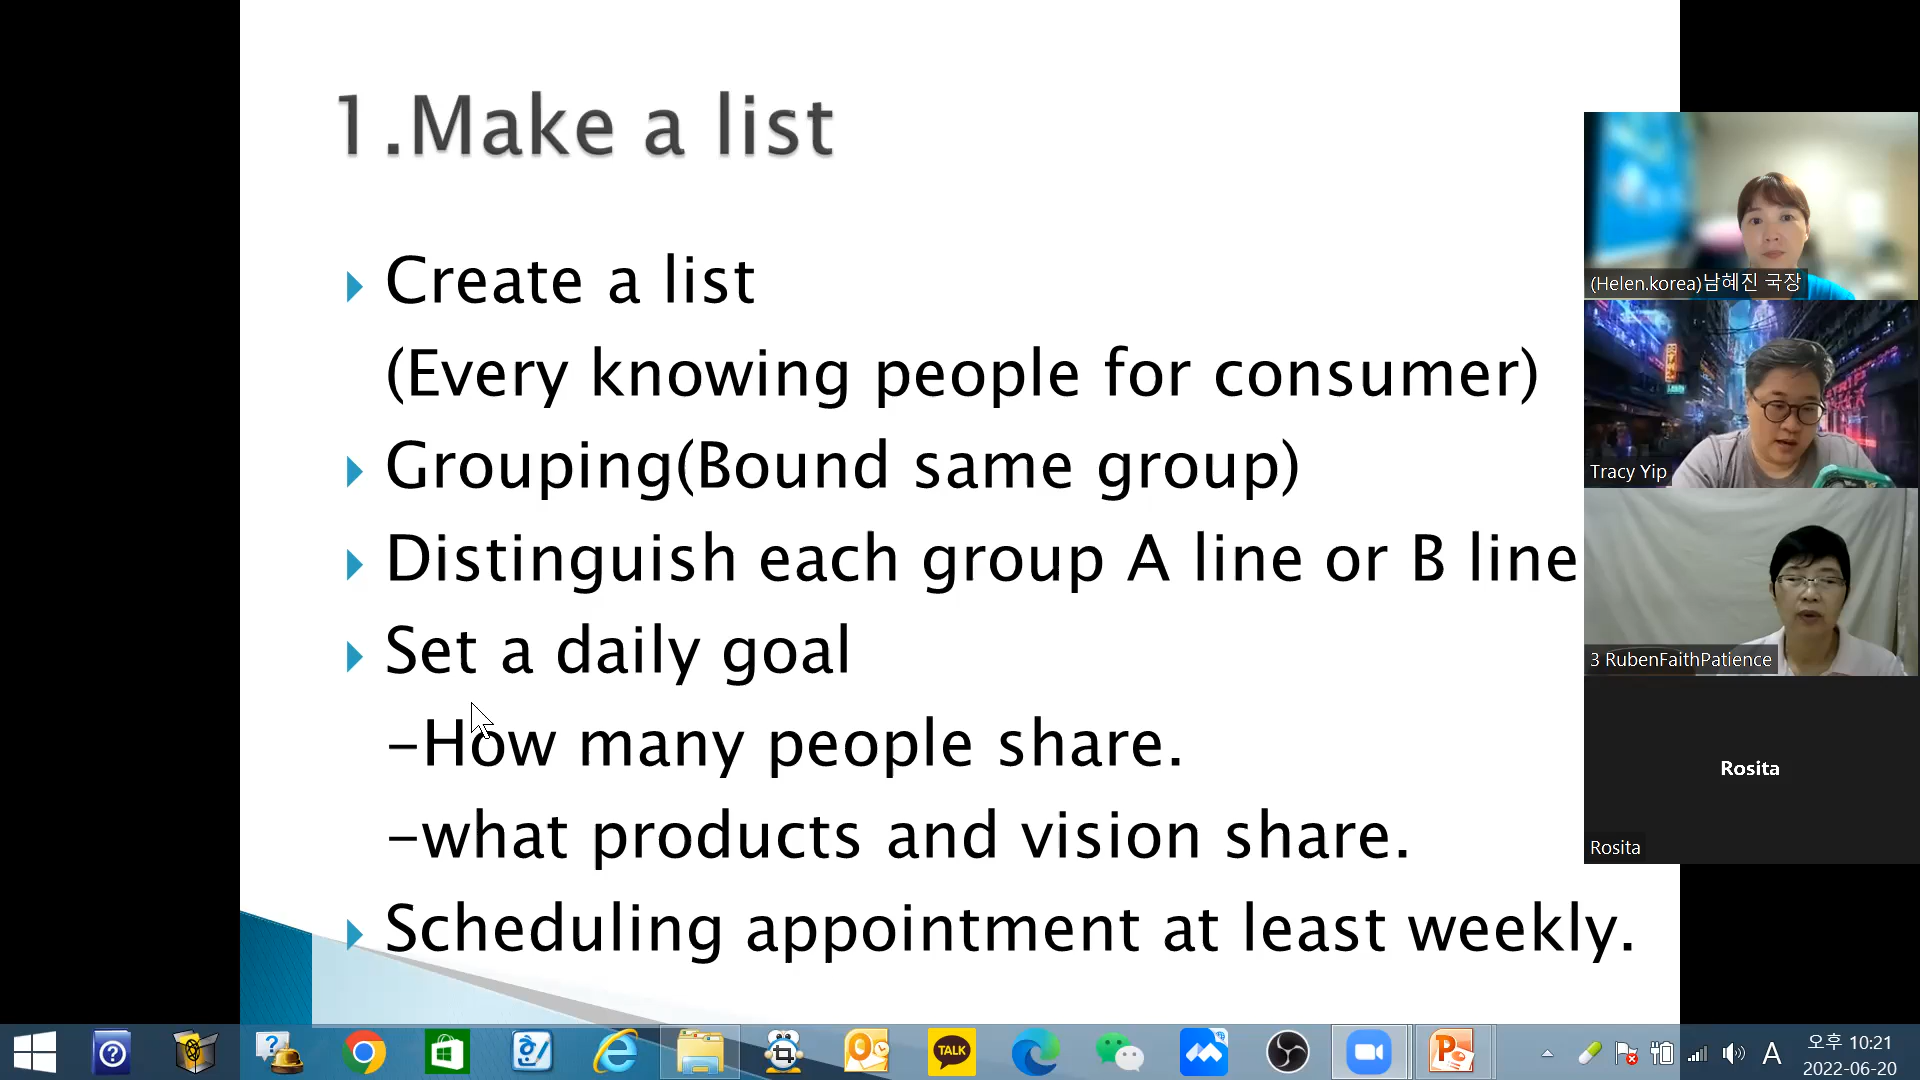 1.Make a list
Create a list
(Every knowing people for consumer)
Grouping(Bound same group)
Distinguish each group A line or B line
Set a daily goal
-How many people share.
-what products and vision share.
Scheduling appointment at least weekly.
(Helen.korea)남혜진 국장
Tracy Yip
3 RubenFaithPatience
Rosita
Rosita
TALK
A
오후 10:21
2022-06-20